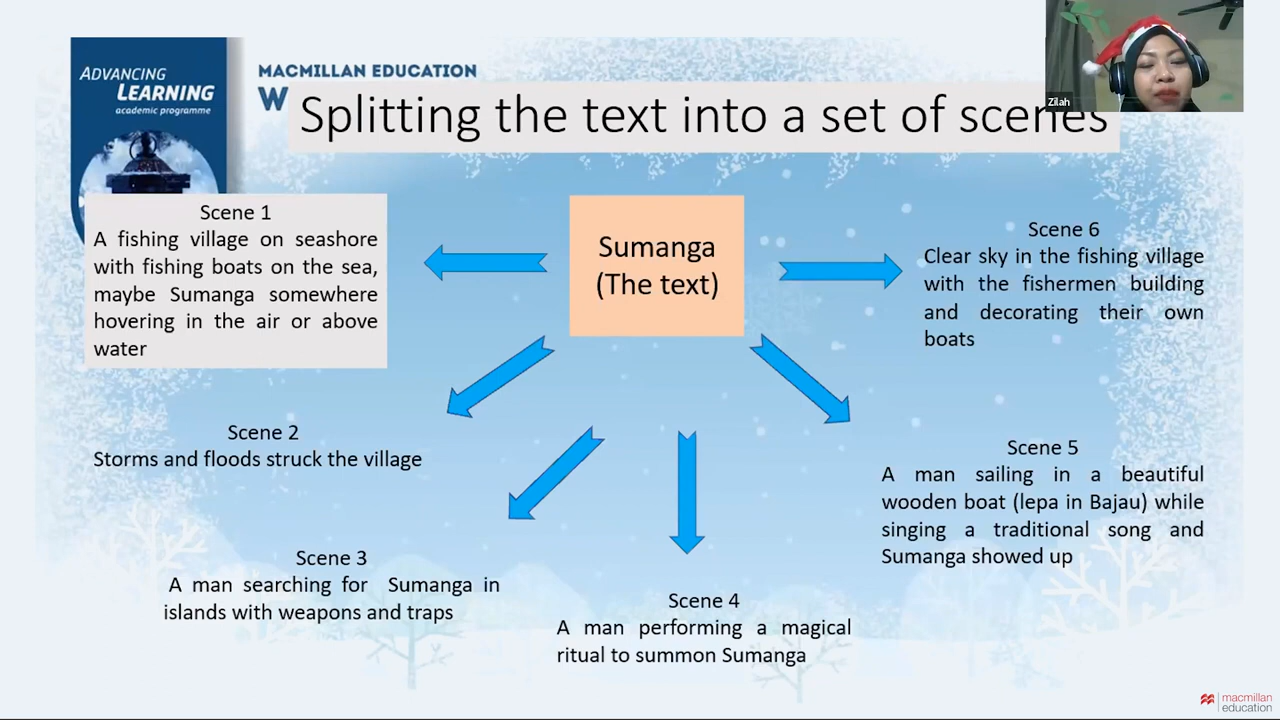 ADVANCING
LEARNING
academic programme
MACMILLAN EDUCATION
W
Splitting the text into a set of scenes
Zilah
Scene 1
A fishing village on seashore
with fishing boats on the sea,
maybe Sumanga somewhere
hovering in the air or above
water
Sumanga
(The text)
Scene 6
Clear sky in the fishing village
with the fishermen building
and decorating their own
boats
Scene 2
Storms and floods struck the village
Scene 5
A man sailing in a beautiful
wooden boat (lepa in Bajau) while
singing a traditional song and
Sumanga showed up
Scene 3
A man searching for Sumanga in
islands with weapons and traps
Scene 4
A man performing a magical
ritual to summon Sumanga
macmillan
education